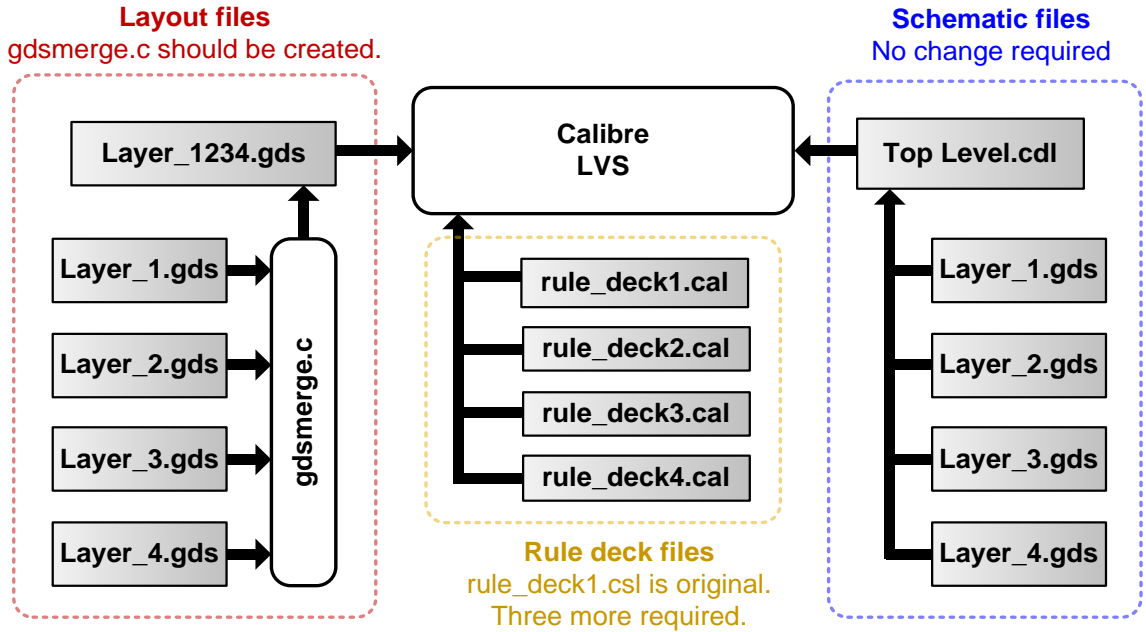 Layout files
gdsmerge.c should be created.
Layer_1234.gds
Layer_1.gds
Layer_2.gds
Layer_3.gds
Layer_4.gds
gdsmerge.c
Calibre
LVS
rule_deck1.cal
rule_deck2.cal
rule_deck3.cal
rule_deck4.cal
Rule deck files
rule_deck1.csl is original.
Three more required.
Schematic files
No change required
Top Level.cdl
Layer_1.gds
Layer_2.gds
Layer_3.gds
Layer_4.gds